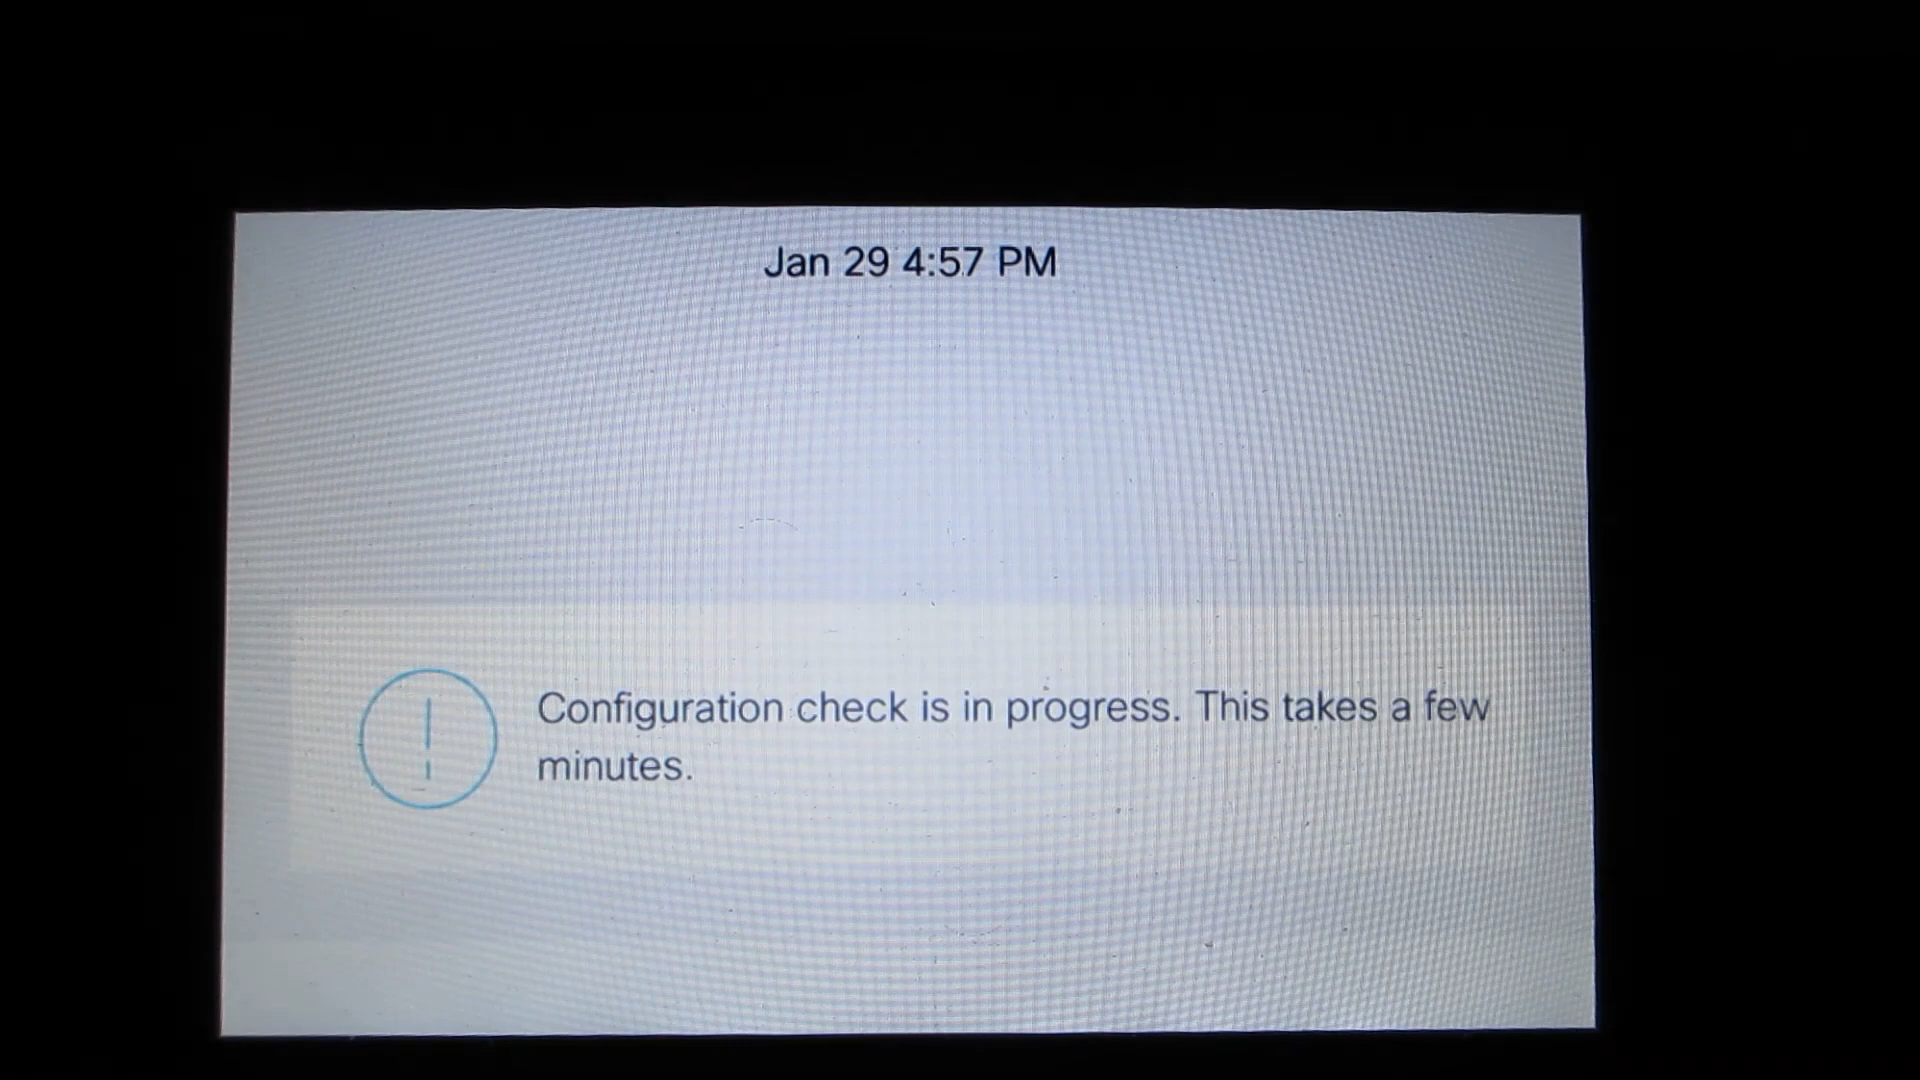 Jan 29 4:57 PM
Configuration check is in progress. This takes a few
minutes.